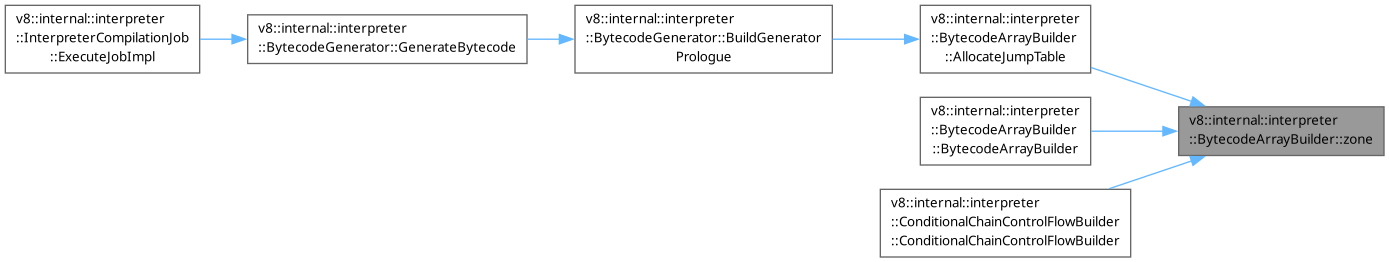 v8::internal::interpreter
::InterpreterCompilationJob
::ExecuteJobImpl
v8::internal::interpreter
::BytecodeGenerator::GenerateBytecode
v8::internal::interpreter
::BytecodeGenerator::BuildGenerator
Prologue
v8::internal::interpreter
::BytecodeArrayBuilder
::AllocateJumpTable
v8::internal::interpreter
::BytecodeArrayBuilder
::BytecodeArrayBuilder
v8::internal::interpreter
::ConditionalChainControlFlowBuilder
::ConditionalChainControlFlowBuilder
v8::internal::interpreter
::BytecodeArrayBuilder::zone